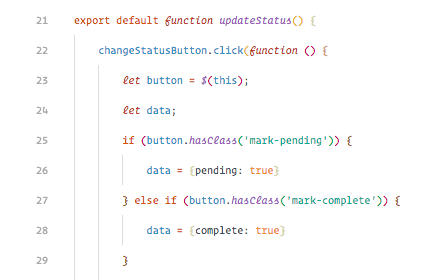 21 export default function updateStatus() {
22 changeStatusButton.click(function () {
23 let button = $(this);
24 let data;
25 if (button.hasClass('mark-pending')) {
26 data = {pending: true}
27 } else if (button.hasClass('mark-complete')) {
28 data = {complete: true}
29 }